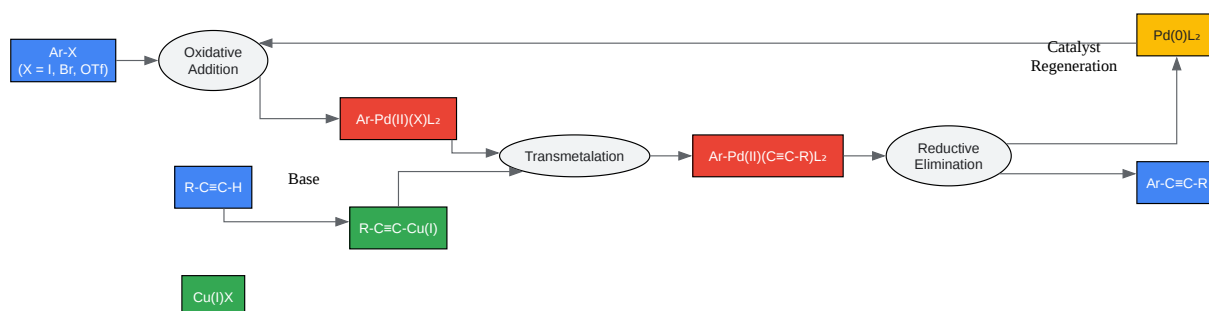 Ar-X
(X = I, Br, OTf)
Oxidative
Addition
Pd(0)L₂
Catalyst
Regeneration
Ar-Pd(II)(X)L₂
Transmetalation
Ar-Pd(II)(C≡C-R)L₂
Reductive
Elimination
R-C≡C-H
Base
Ar-C≡C-R
R-C≡C-Cu(I)
Cu(I)X